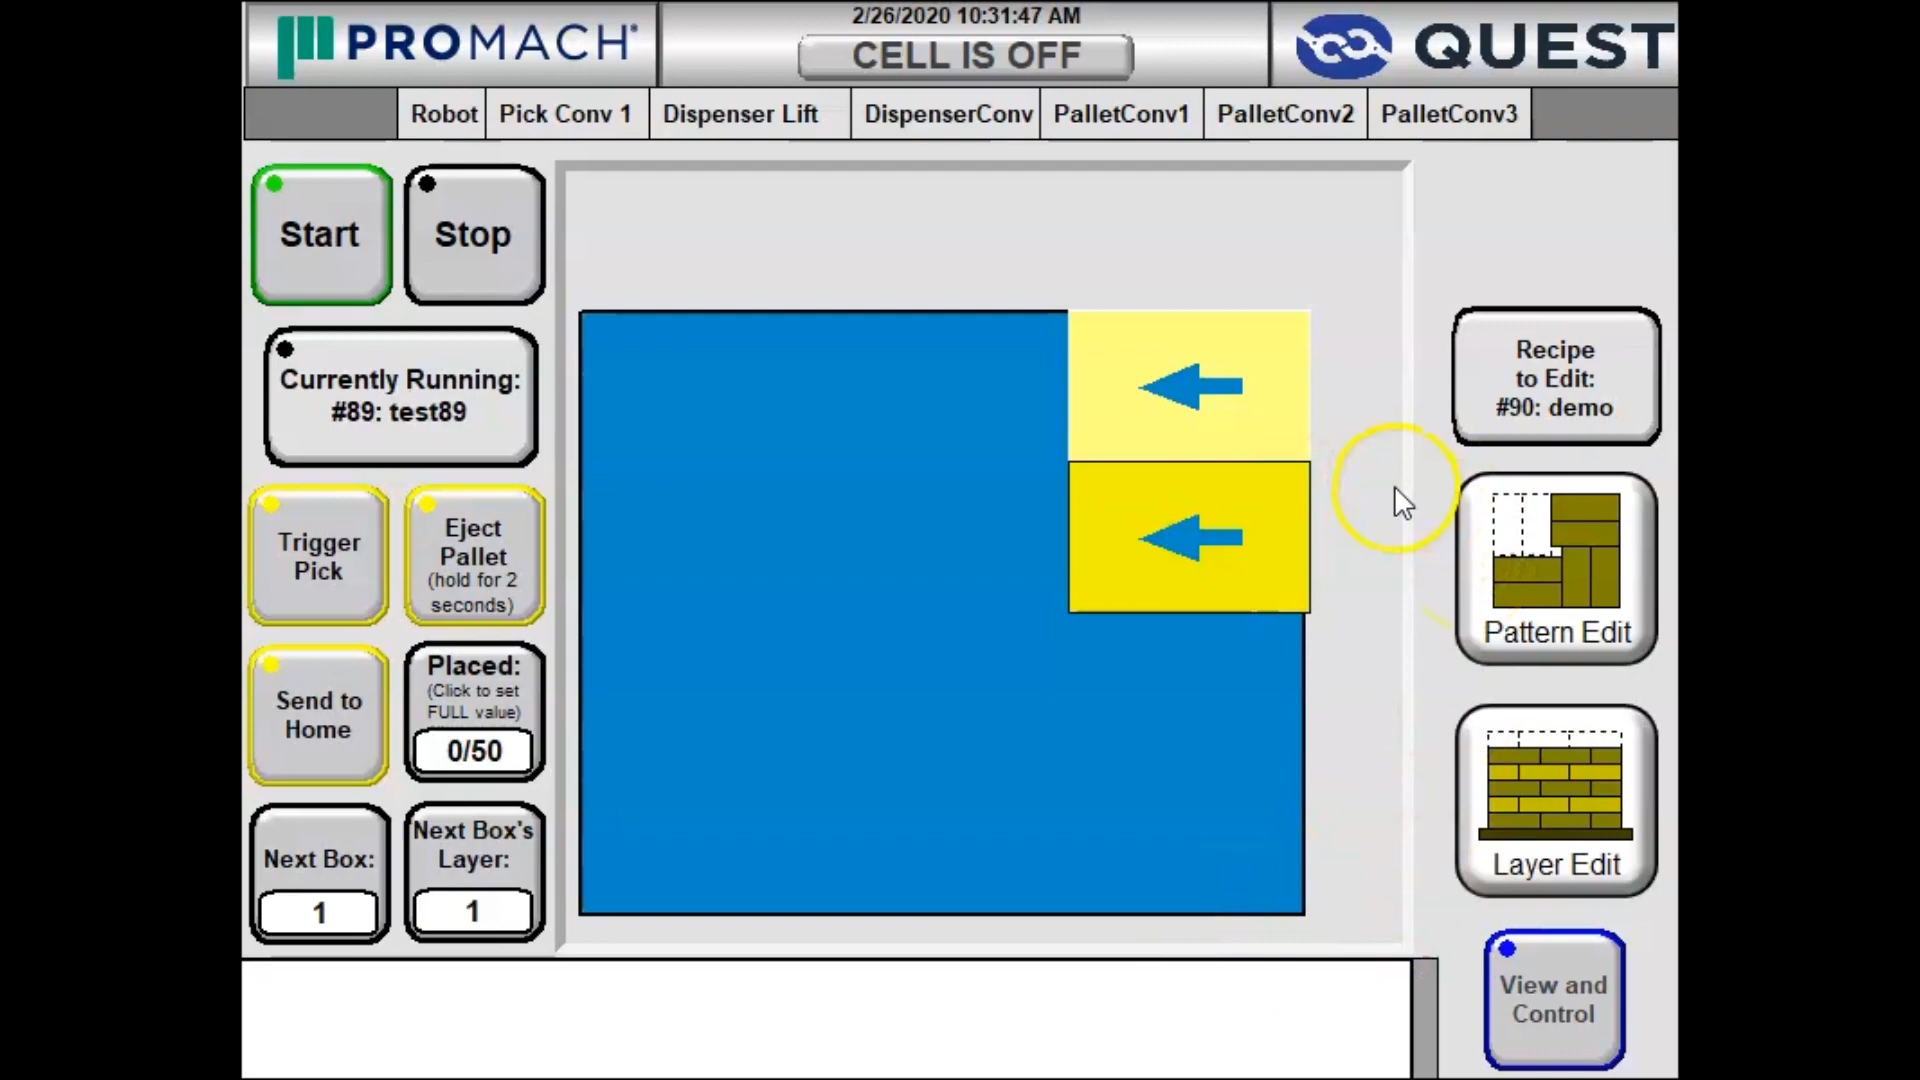 PROMACH
2/26/2020 10:31:47 AM
CELL IS OFF
QUEST
Robot
Pick Conv 1
Dispenser Lift
DispenserConv
PalletConv1
PalletConv2
PalletConv3
Start
Stop
Currently Running:
#89: test89
Trigger
Pick
Eject
Pallet
(hold for 2
seconds)
Send to
Home
Placed:
(Click to set
FULL value)
0/50
Next Box:
1
Next Box's
Layer:
1
Recipe
to Edit:
#90: demo
Pattern Edit
Layer Edit
View and
Control